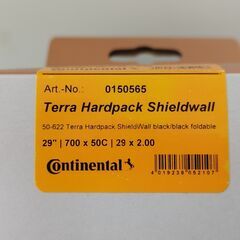 Art.-No.: 0150565
Terra Hardpack Shieldwall
50-622 Terra Hardpack ShieldWall black/black foldable
29" | 700 x 50C | 29 x 2.00
Continental
4 019238 052107